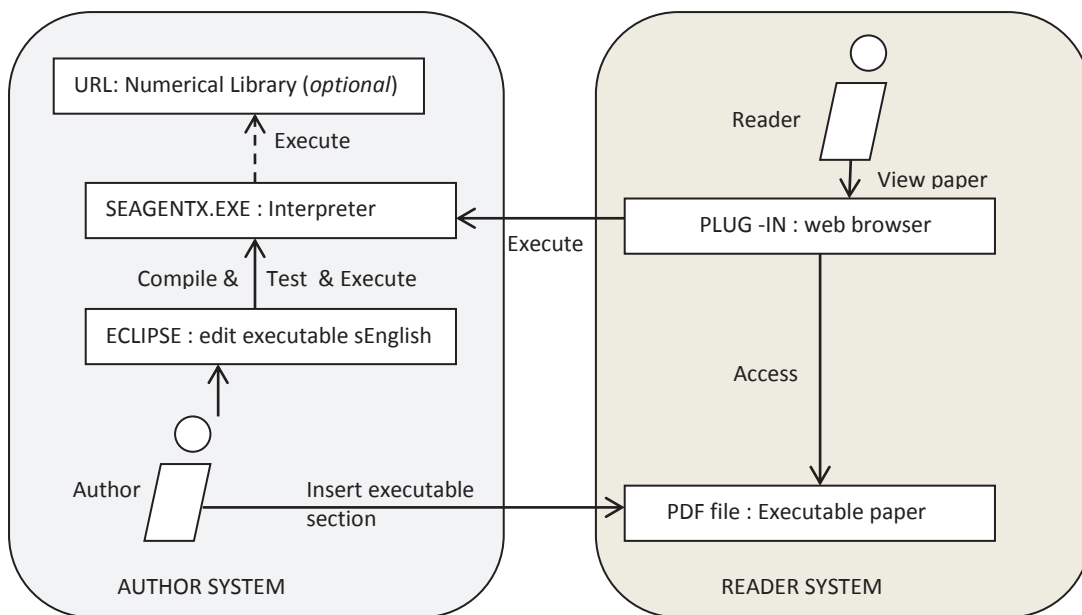 URL: Numerical Library (optional)
Execute
SEAGENTX.EXE : Interpreter
Compile & Test & Execute
ECLIPSE : edit executable sEnglish
Author
Insert executable
section
AUTHOR SYSTEM
Execute
Reader
View paper
PLUG -IN : web browser
Access
PDF file : Executable paper
READER SYSTEM